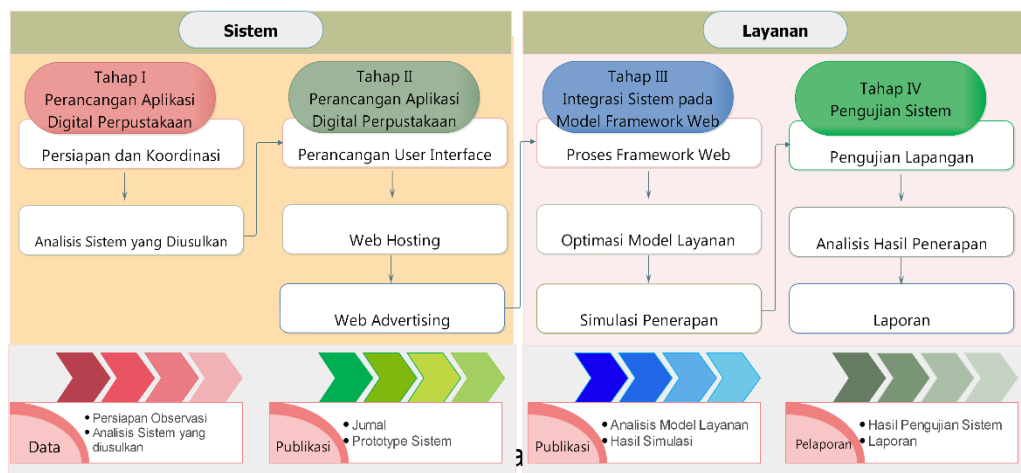 Sistem
Layanan
Tahap I
Perancangan Aplikasi
Digital Perpustakaan
Persiapan dan Koordinasi
Analisis Sistem yang Diusulkan
Tahap II
Perancangan Aplikasi
Digital Perpustakaan
Perancangan User Interface
Web Hosting
Web Advertising
Tahap III
Integrasi Sistem pada
Model Framework Web
Proses Framework Web
Optimasi Model Layanan
Simulasi Penerapan
Tahap IV
Pengujian Sistem
Pengujian Lapangan
Analisis Hasil Penerapan
Laporan
Data
• Persiapan Observasi
• Analisis Sistem yang
diusulkan
Publikasi
• Jurnal
• Prototype Sistem
Publikasi
• Analisis Model Layanan
• Hasil Simulasi
Pelaporan
• Hasil Pengujian Sistem
• Laporan